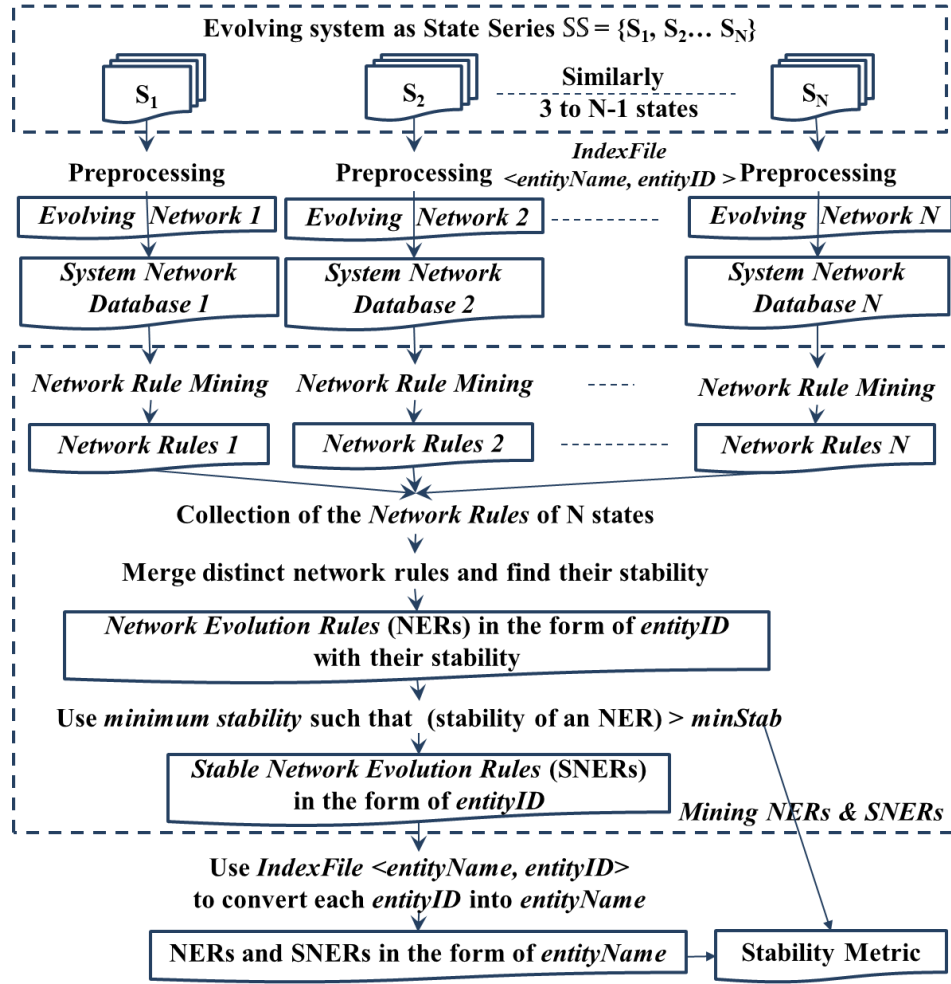 Evolving system as State Series SS = {S1, S2... SN}
S1
S2
Similarly
3 to N-1 states
SN
IndexFile
Preprocessing
Preprocessing
<entityName, entityID >
Preprocessing
Evolving Network 1
Evolving Network 2
Evolving Network N
System Network
Database 1
System Network
Database 2
System Network
Database N
Network Rule Mining
Network Rule Mining
Network Rule Mining
Network Rules 1
Network Rules 2
Network Rules N
Collection of the Network Rules of N states
Merge distinct network rules and find their stability
Network Evolution Rules (NERs) in the form of entityID
with their stability
Use minimum stability such that (stability of an NER) > minStab
Stable Network Evolution Rules (SNERs)
in the form of entityID
Mining NERs & SNERs
Use IndexFile <entityName, entityID>
to convert each entityID into entityName
NERs and SNERs in the form of entityName
Stability Metric